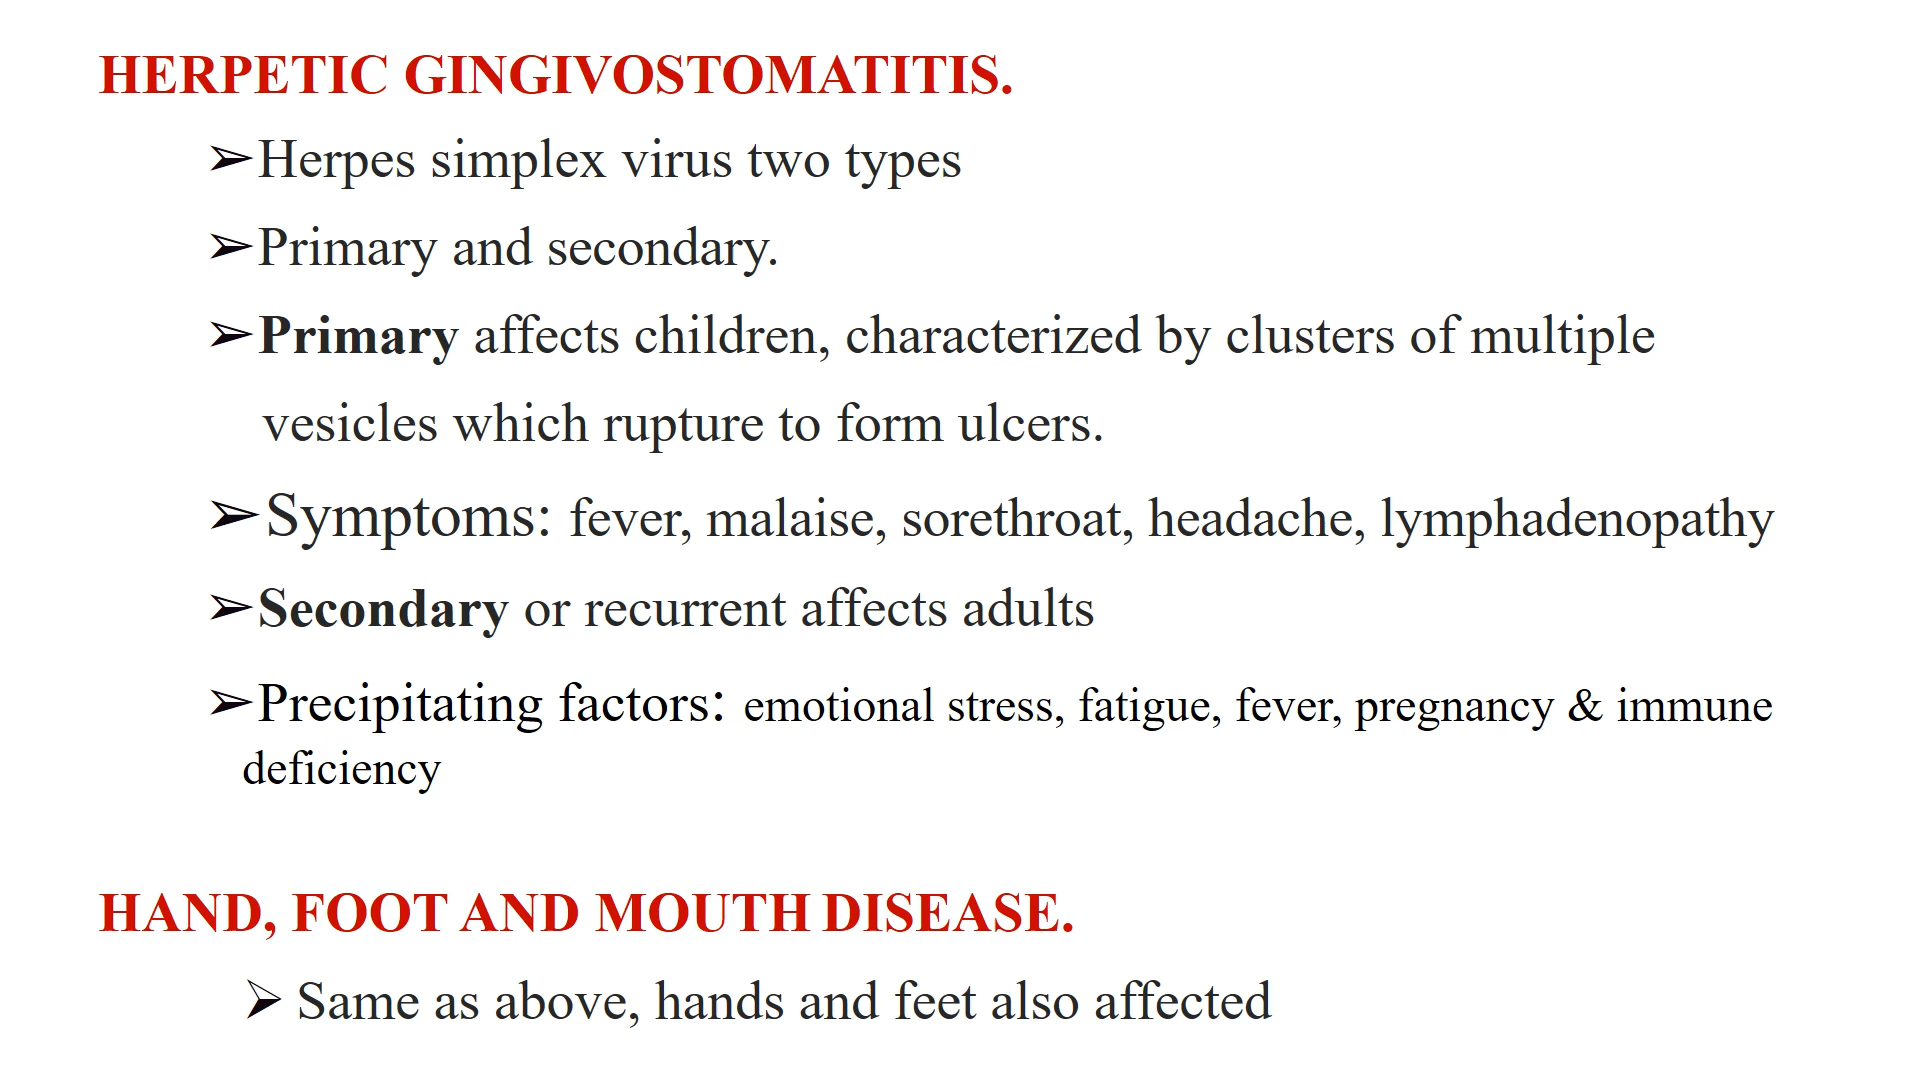 HERPETIC GINGIVOSTOMATITIS.
➢Herpes simplex virus two types
➢Primary and secondary.
➢Primary affects children, characterized by clusters of multiple
vesicles which rupture to form ulcers.
➢Symptoms: fever, malaise, sorethroat, headache, lymphadenopathy
➢Secondary or recurrent affects adults
➢Precipitating factors: emotional stress, fatigue, fever, pregnancy & immune
deficiency
HAND, FOOT AND MOUTH DISEASE.
➢ Same as above, hands and feet also affected